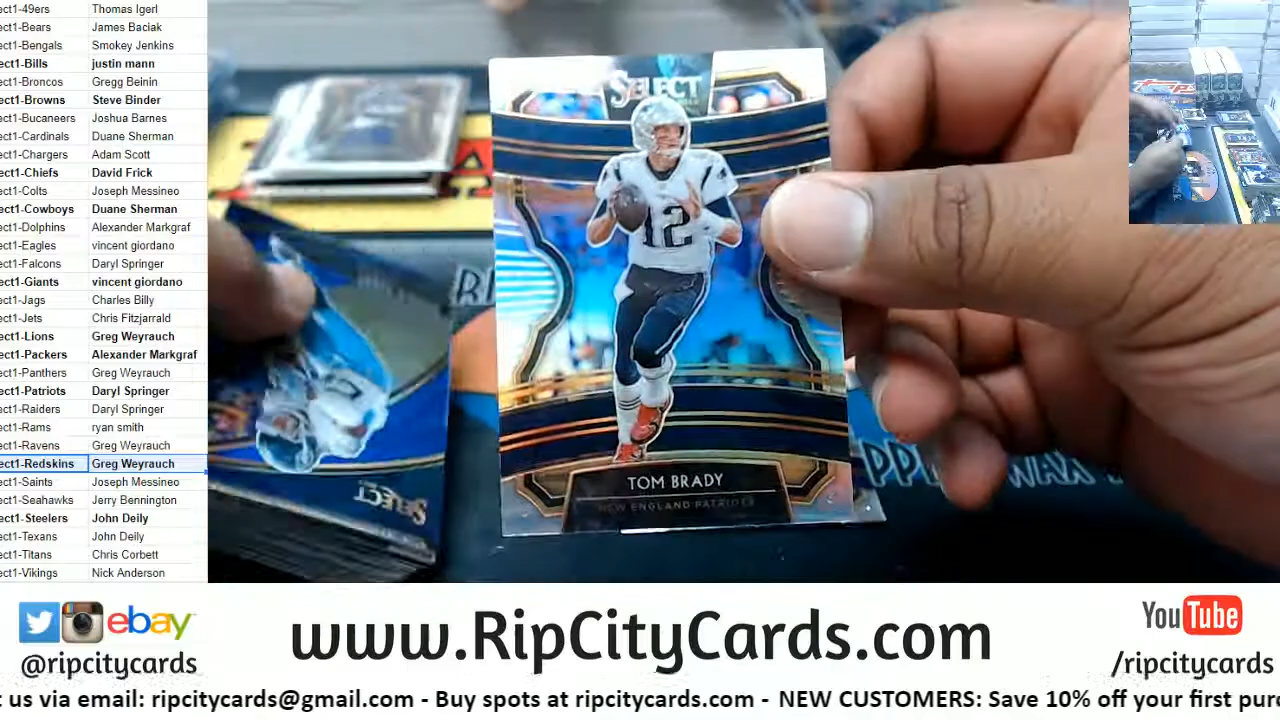 ect1-49ers Thomas Igerl
ect1-Bears James Baciak
ect1-Bengals Smokey Jenkins
ect1-Bills justin mann
ect1-Broncos Gregg Beinin
ect1-Browns Steve Binder
ect1-Bucaneers Joshua Barnes
ect1-Cardinals Duane Sherman
ect1-Chargers Adam Scott
ect1-Chiefs David Frick
ect1-Colts Joseph Messineo
ect1-Cowboys Duane Sherman
ect1-Dolphins Alexander Markgraf
ect1-Eagles vincent giordano
ect1-Falcons Daryl Springer
ect1-Giants vincent giordano
ect1-Jags Charles Billy
ect1-Jets Chris Fitzjarrald
ect1-Lions Greg Weyrauch
ect1-Packers Alexander Markgraf
ect1-Panthers Greg Weyrauch
ect1-Patriots Daryl Springer
ect1-Raiders Daryl Springer
ect1-Rams ryan smith
ect1-Ravens Greg Weyrauch
ect1-Redskins Greg Weyrauch
ect1-Saints Joseph Messineo
ect1-Seahawks Jerry Bennington
ect1-Steelers John Deily
ect1-Texans John Deily
ect1-Titans Chris Corbett
ect1-Vikings Nick Anderson
SELECT
12
TOM BRADY
NEW ENGLAND PATRIOTS
SELECT
WAX
topps
ebay
@ripcitycards
www.RipCityCards.com
YouTube
/ripcitycards
t us via email: ripcitycards@gmail.com - Buy spots at ripcitycards.com - NEW CUSTOMERS: Save 10% off your first pur